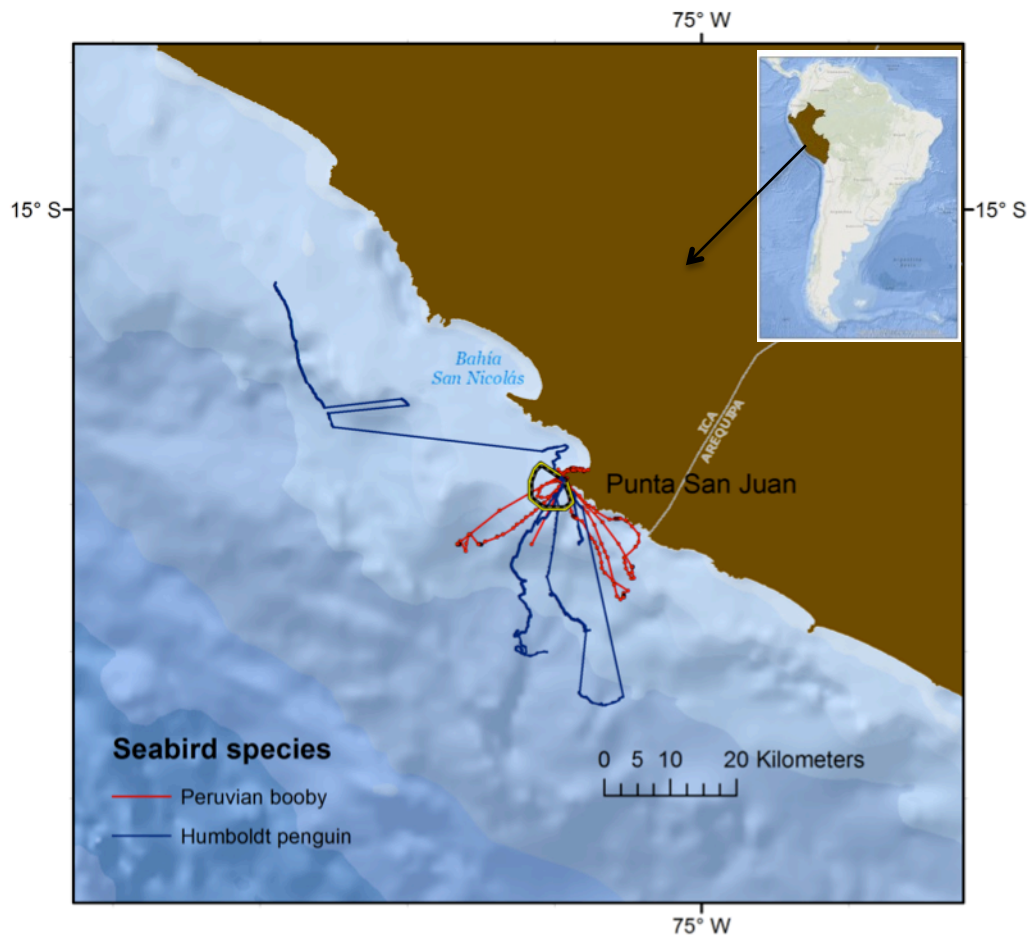 75° W
15° S
15° S
Bahía
San Nicolás
ICA
AREQUIPA
Punta San Juan
Seabird species
Peruvian booby
Humboldt penguin
0 5 10 20 Kilometers
75° W